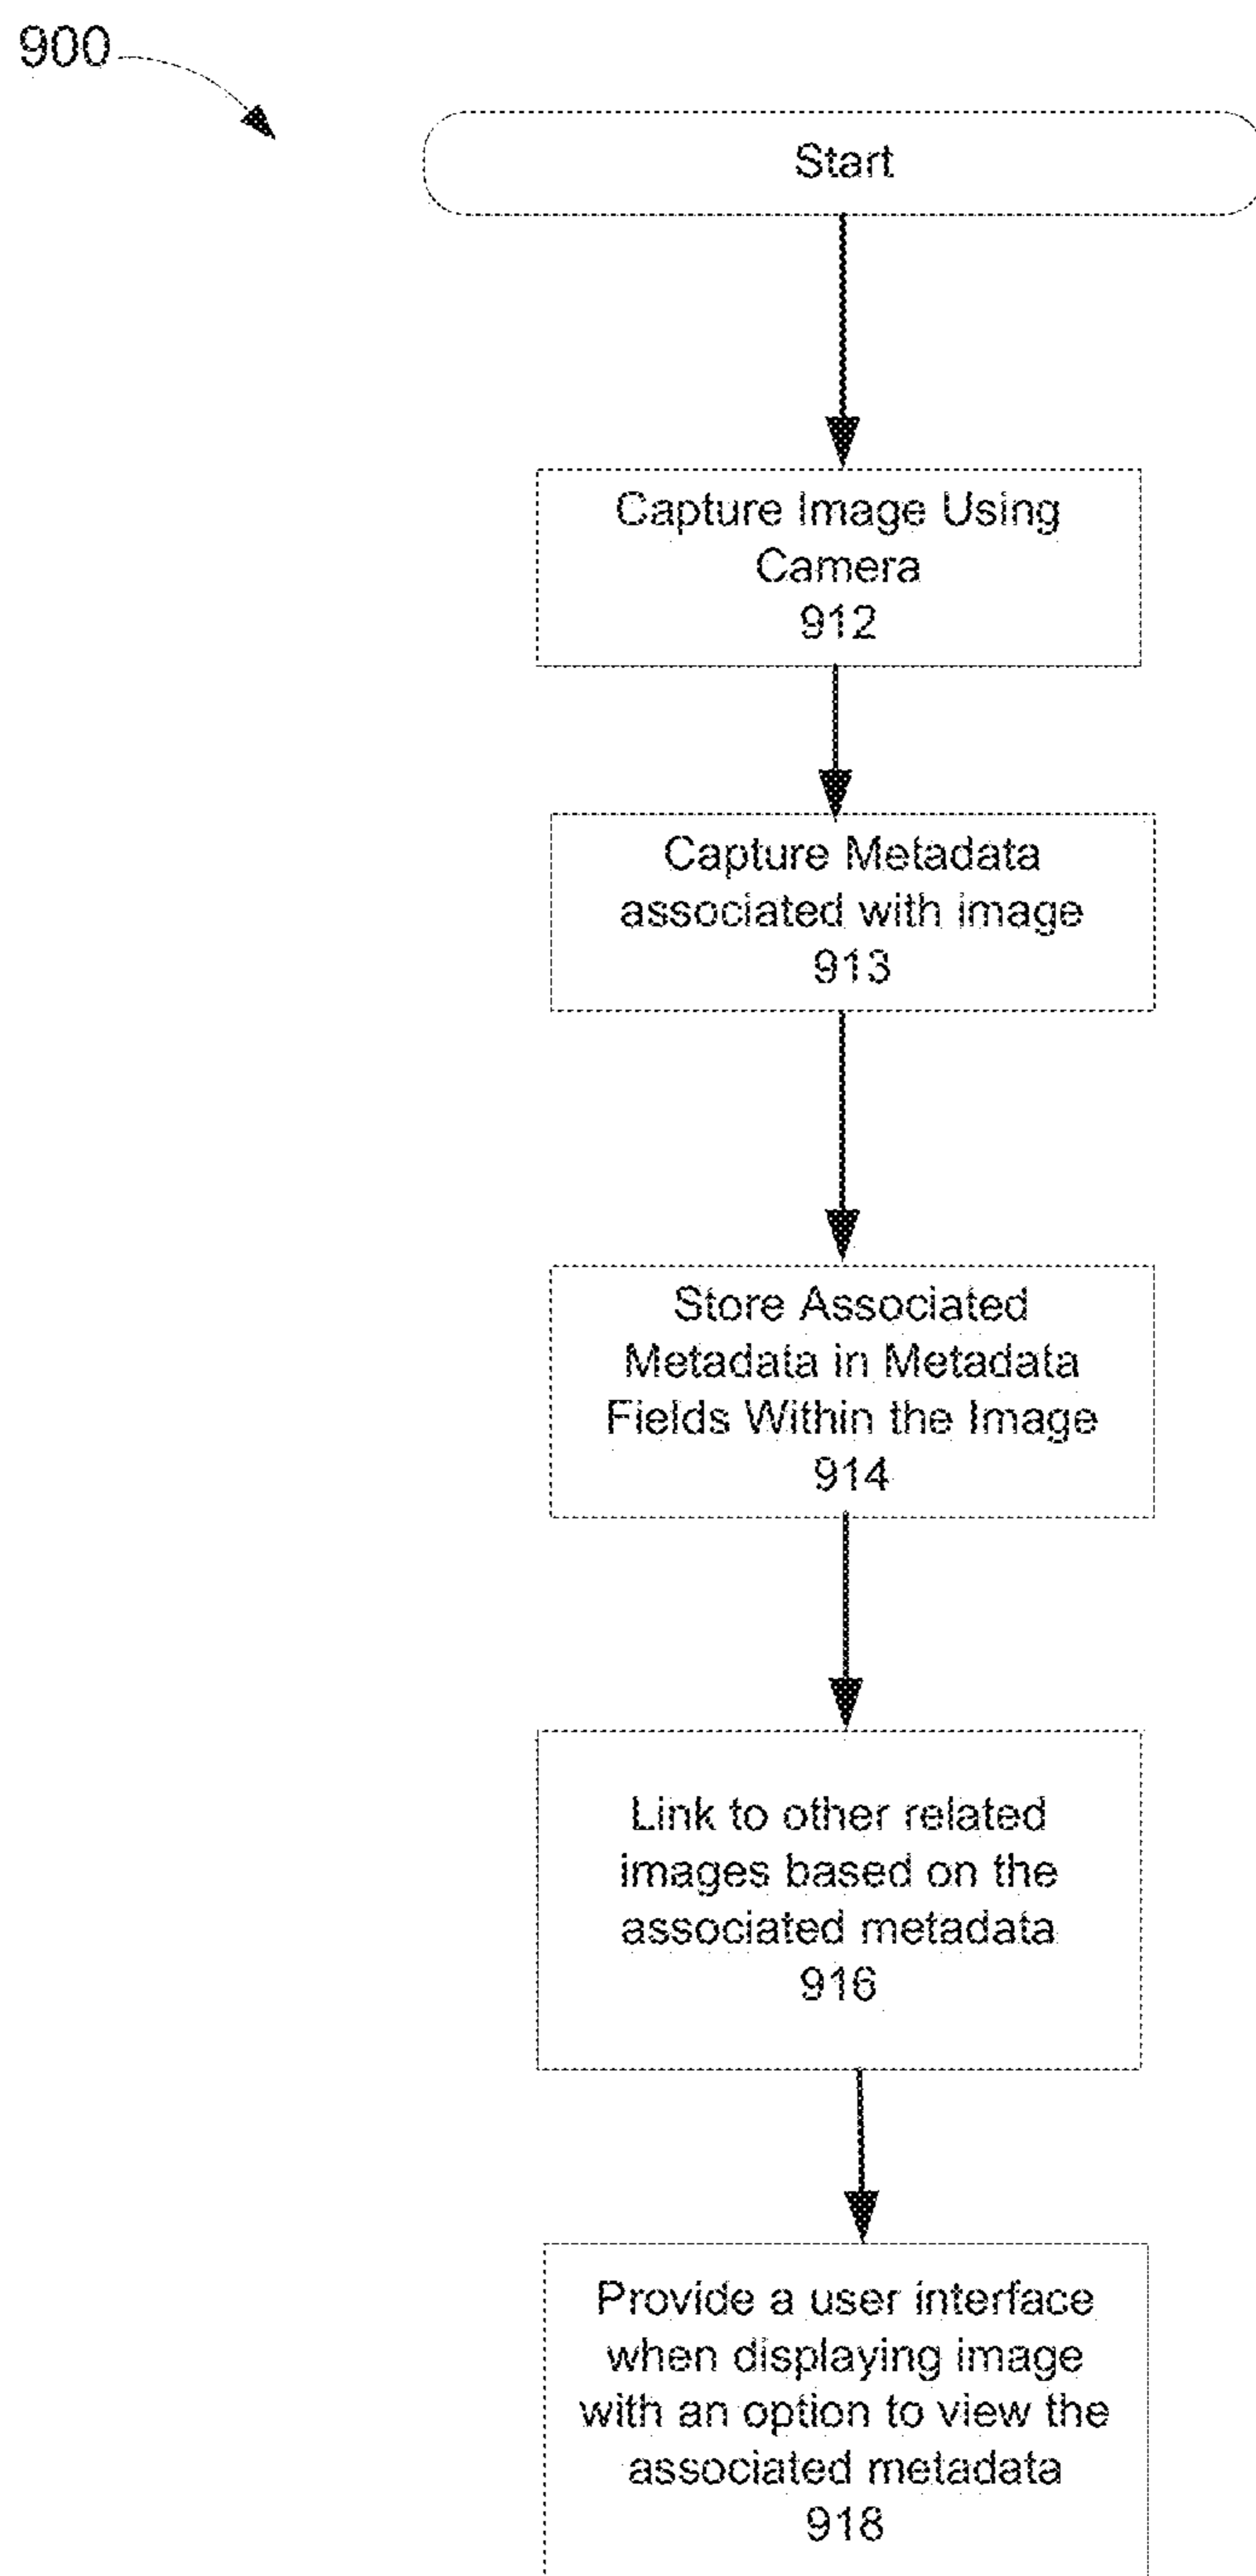 900
Start
Capture Image Using
Camera
912
Capture Metadata
associated with image
913
Store Associated
Metadata in Metadata
Fields Within the Image
914
Link to other related
images based on the
associated metadata
916
Provide a user interface
when displaying image
with an option to view the
associated metadata
918